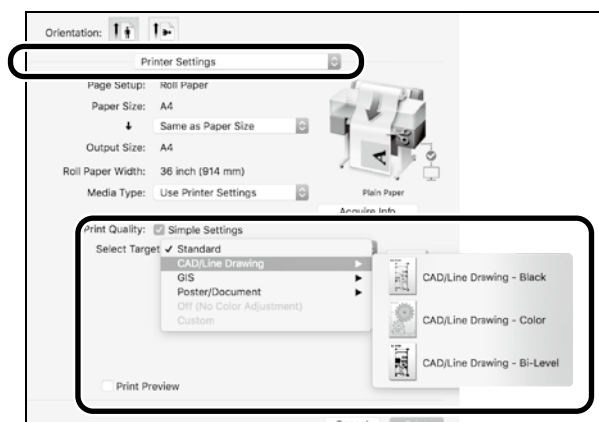 Orientation:
Printer Settings
Page Setup: Roll Paper
Paper Size: A4
Same as Paper Size
Output Size: A4
Roll Paper Width: 36 inch (914 mm)
Media Type: Use Printer Settings
Plain Paper
Acquire Info
Print Quality: Simple Settings
Select Target ✓ Standard
CAD/Line Drawing
GIS
Poster/Document
Off (No Color Adjustment)
Custom
CAD/Line Drawing - Black
CAD/Line Drawing - Color
CAD/Line Drawing - Bi-Level
Print Preview